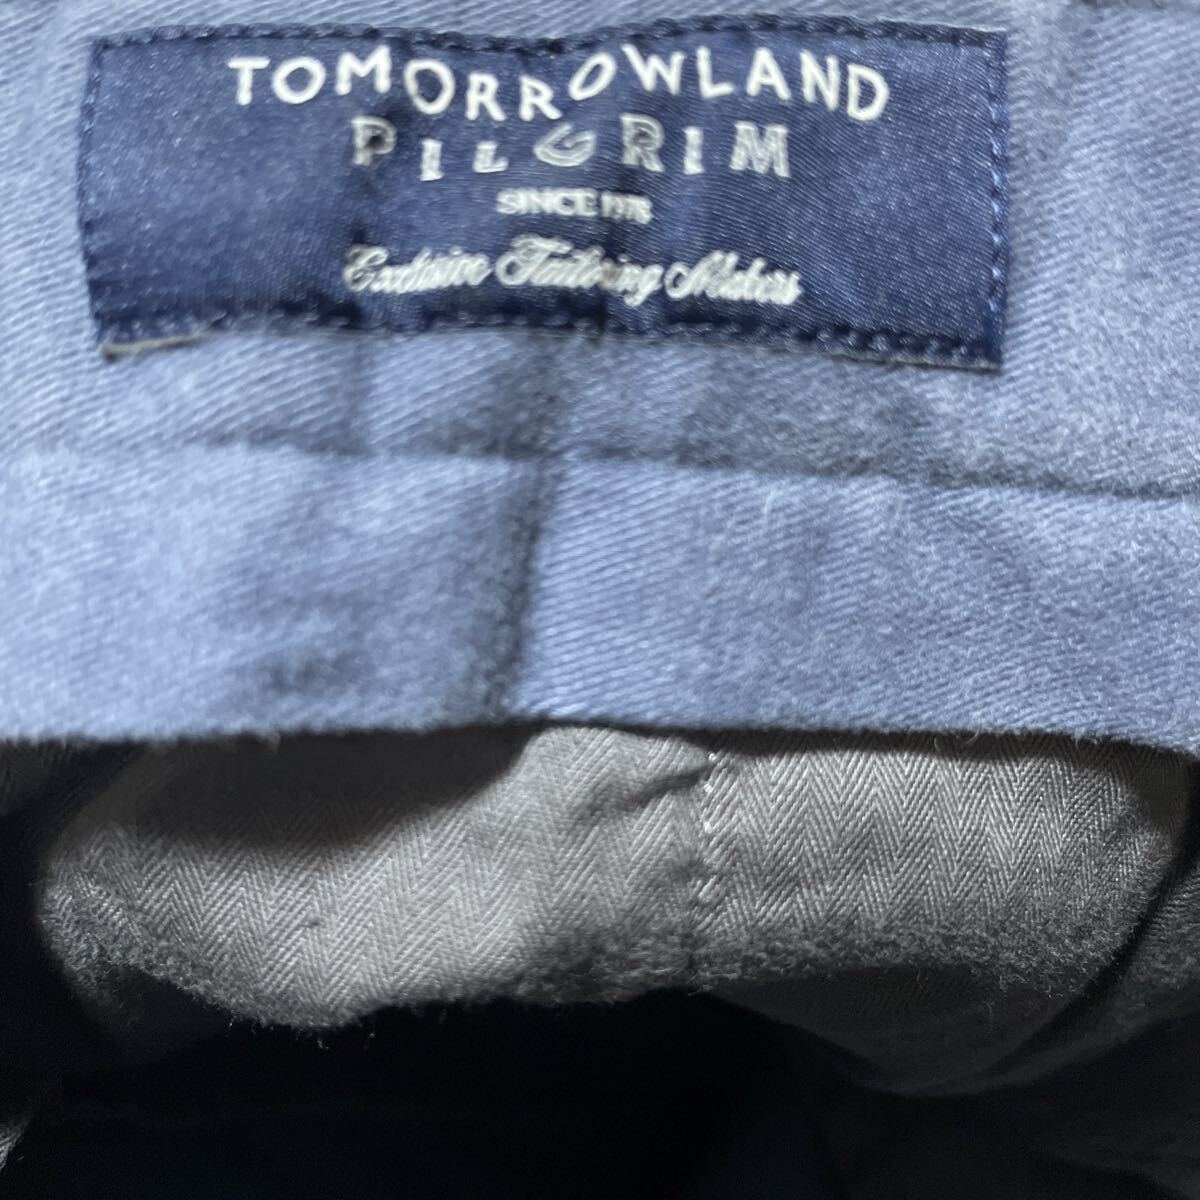 TOMORROWLAND
PILGRIM
SINCE 1978
Exclusive Tailoring Makers